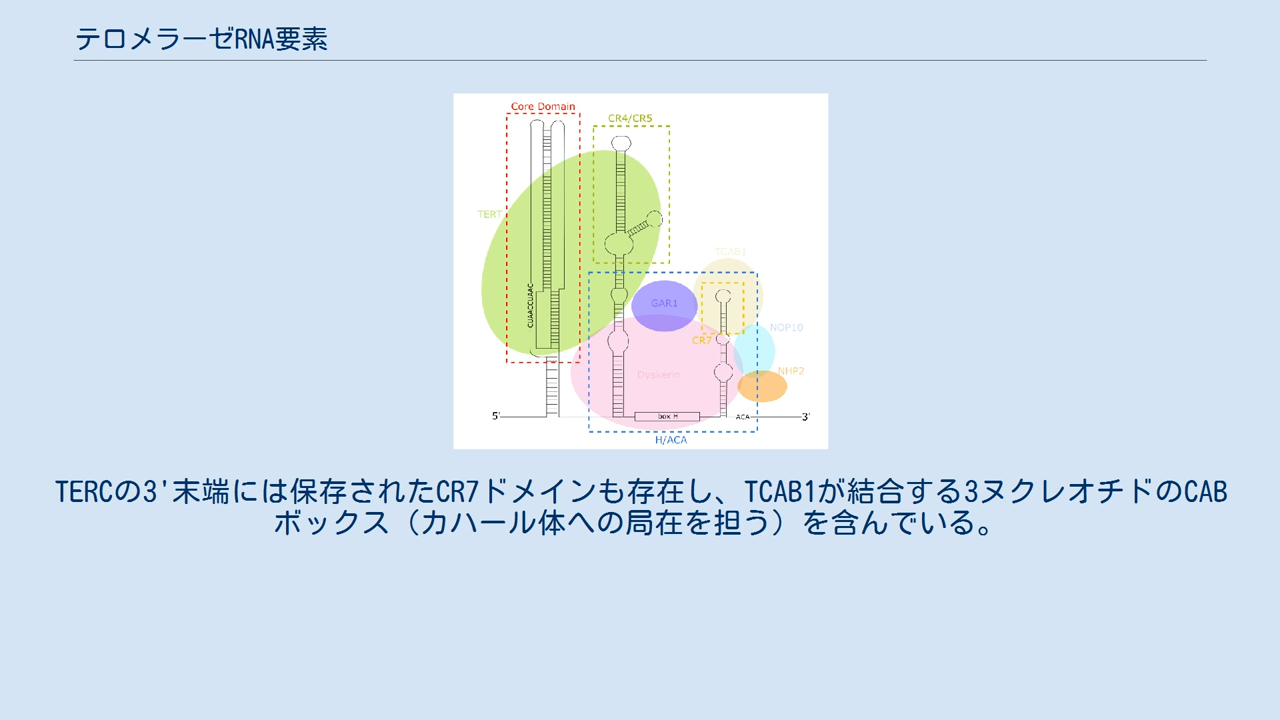 テロメラーゼRNA要素
Core Domain
CR4/CR5
TERT
TCAB1
GAR1
CUAACCUAAC
NOP10
CR7
Dyskerin
NHP2
5'
box H
ACA
3'
H/ACA
TERCの3'末端には保存されたCR7ドメインも存在し、TCAB1が結合する3ヌクレオチドのCAB
ボックス（カハール体への局在を担う）を含んでいる。